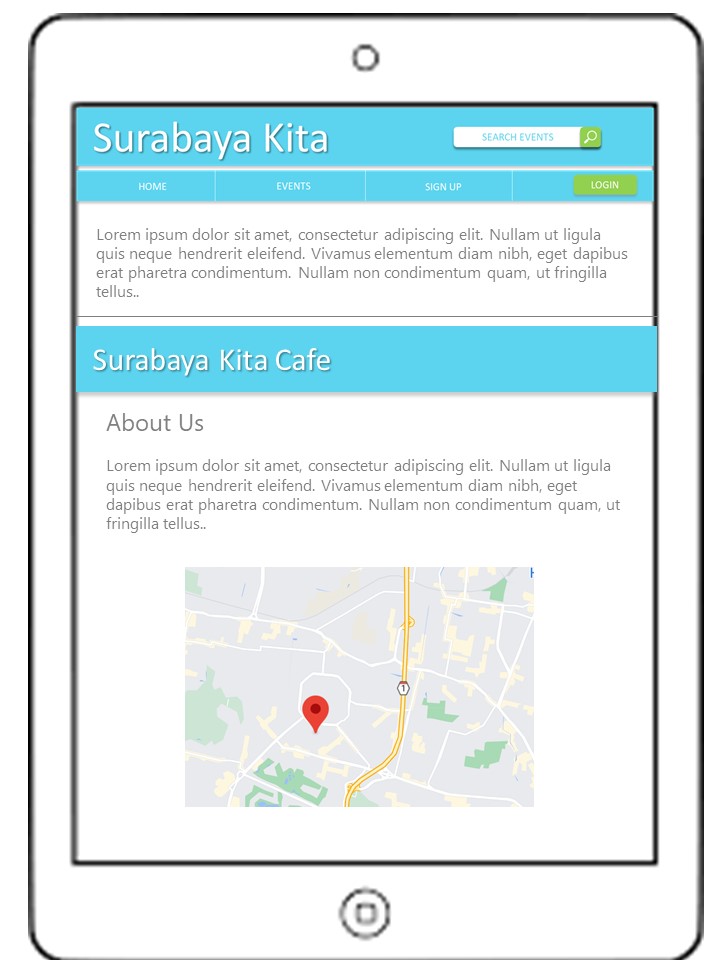 Surabaya Kita
SEARCH EVENTS
HOME
EVENTS
SIGN UP
LOGIN
Lorem ipsum dolor sit amet, consectetur adipiscing elit. Nullam ut ligula
quis neque hendrerit eleifend. Vivamus elementum diam nibh, eget dapibus
erat pharetra condimentum. Nullam non condimentum quam, ut fringilla
tellus..
Surabaya Kita Cafe
About Us
Lorem ipsum dolor sit amet, consectetur adipiscing elit. Nullam ut ligula
quis neque hendrerit eleifend. Vivamus elementum diam nibh, eget
dapibus erat pharetra condimentum. Nullam non condimentum quam, ut
fringilla tellus..
1